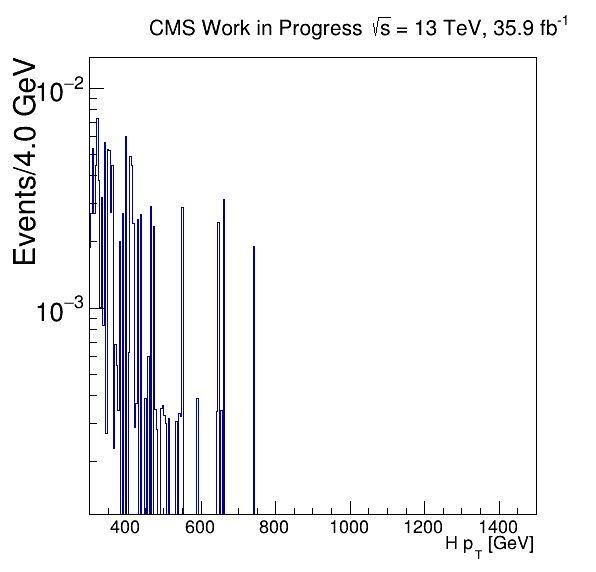 CMS Work in Progress √s = 13 TeV, 35.9 fb⁻¹
Events/4.0 GeV
10⁻²
10⁻³
400 600 800 1000 1200 1400
H p_T [GeV]